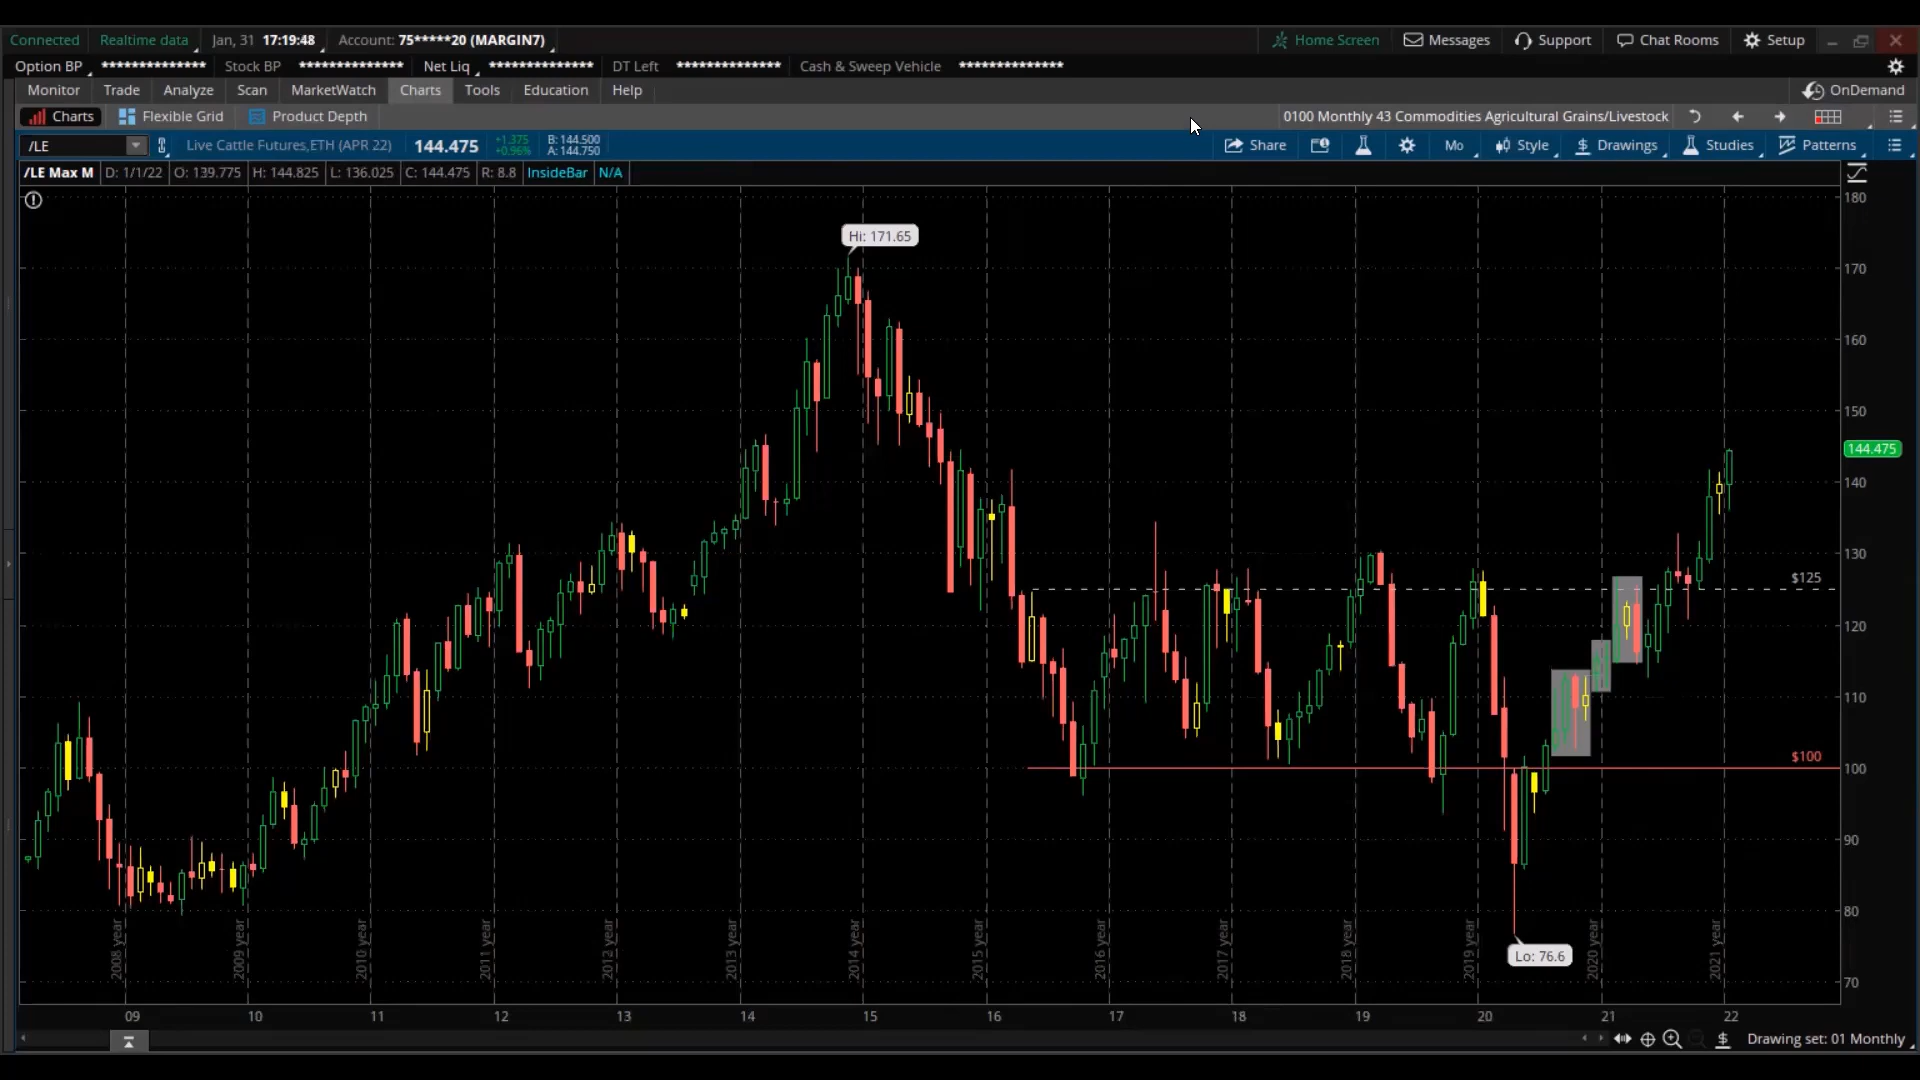 Connected Realtime data Jan, 31 17:19:48 Account: 75*****20 (MARGIN7) Home Screen Messages Support Chat Rooms Setup
Option BP ************** Stock BP ************** Net Liq ************** DT Left ************** Cash & Sweep Vehicle **************
Monitor Trade Analyze Scan MarketWatch Charts Tools Education Help OnDemand
Charts Flexible Grid Product Depth 0100 Monthly 43 Commodities Agricultural Grains/Livestock
/LE Live Cattle Futures,ETH (APR 22) 144.475 +1.375 +0.96% B: 144.500 A: 144.750 Share Mo Style Drawings Studies Patterns
/LE Max M D: 1/1/22 O: 139.775 H: 144.825 L: 136.025 C: 144.475 R: 8.8 InsideBar N/A
180
Hi: 171.65
170
160
150
144.475
140
130
$125
120
110
$100
100
90
80
2008 year 2009 year 2010 year 2011 year 2012 year 2013 year 2014 year 2015 year 2016 year 2017 year 2018 year 2019 year 2020 year 2021 year
Lo: 76.6
70
09 10 11 12 13 14 15 16 17 18 19 20 21 22
Drawing set: 01 Monthly